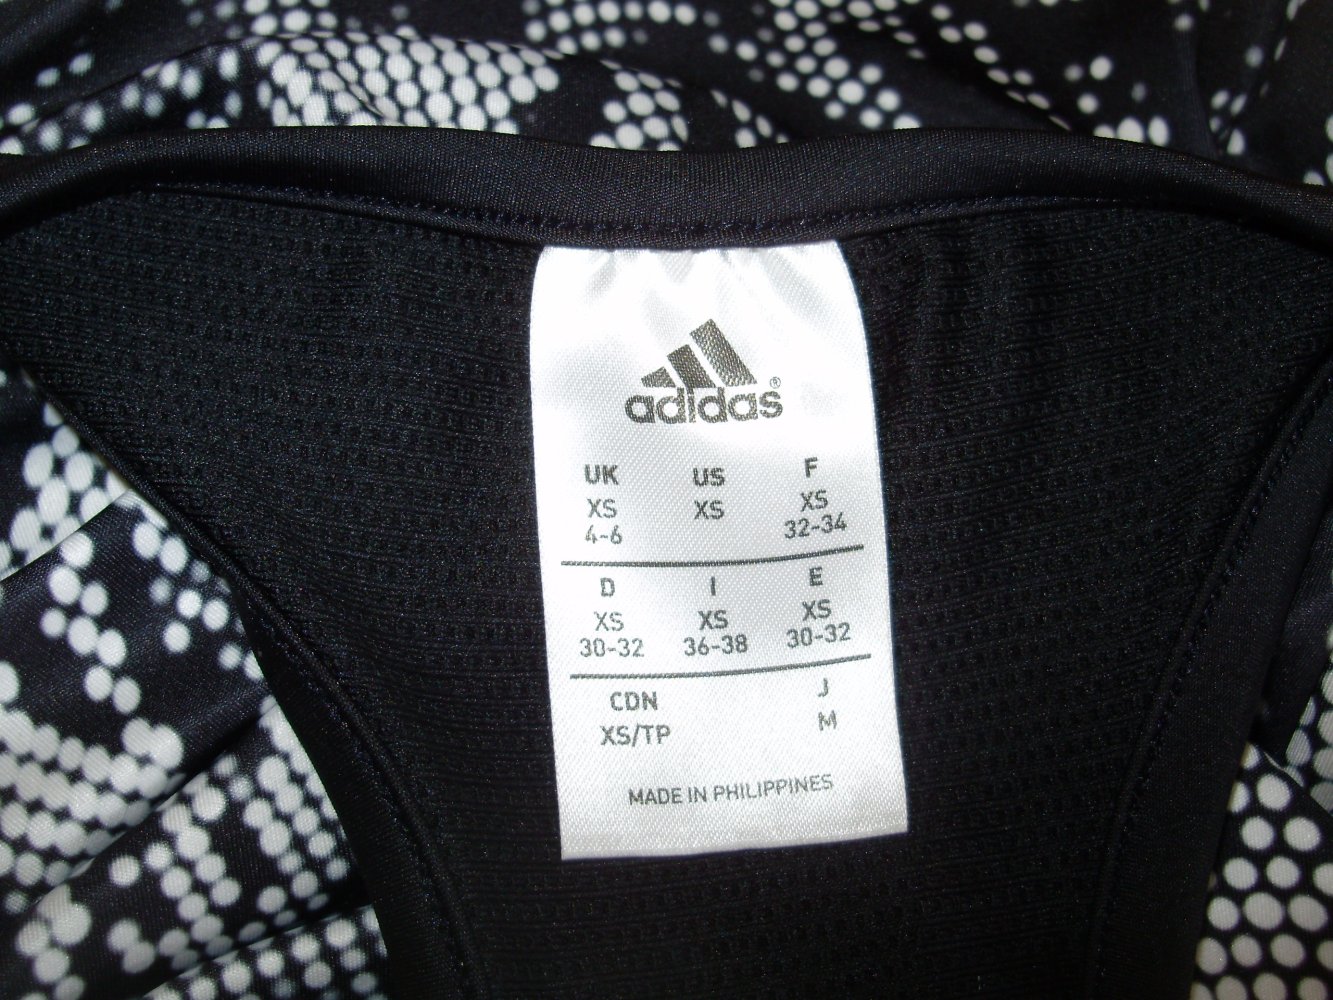 adidas®
UK US F
XS XS XS
4-6 32-34
D I E
XS XS XS
30-32 36-38 30-32
CDN J
XS/TP M
MADE IN PHILIPPINES